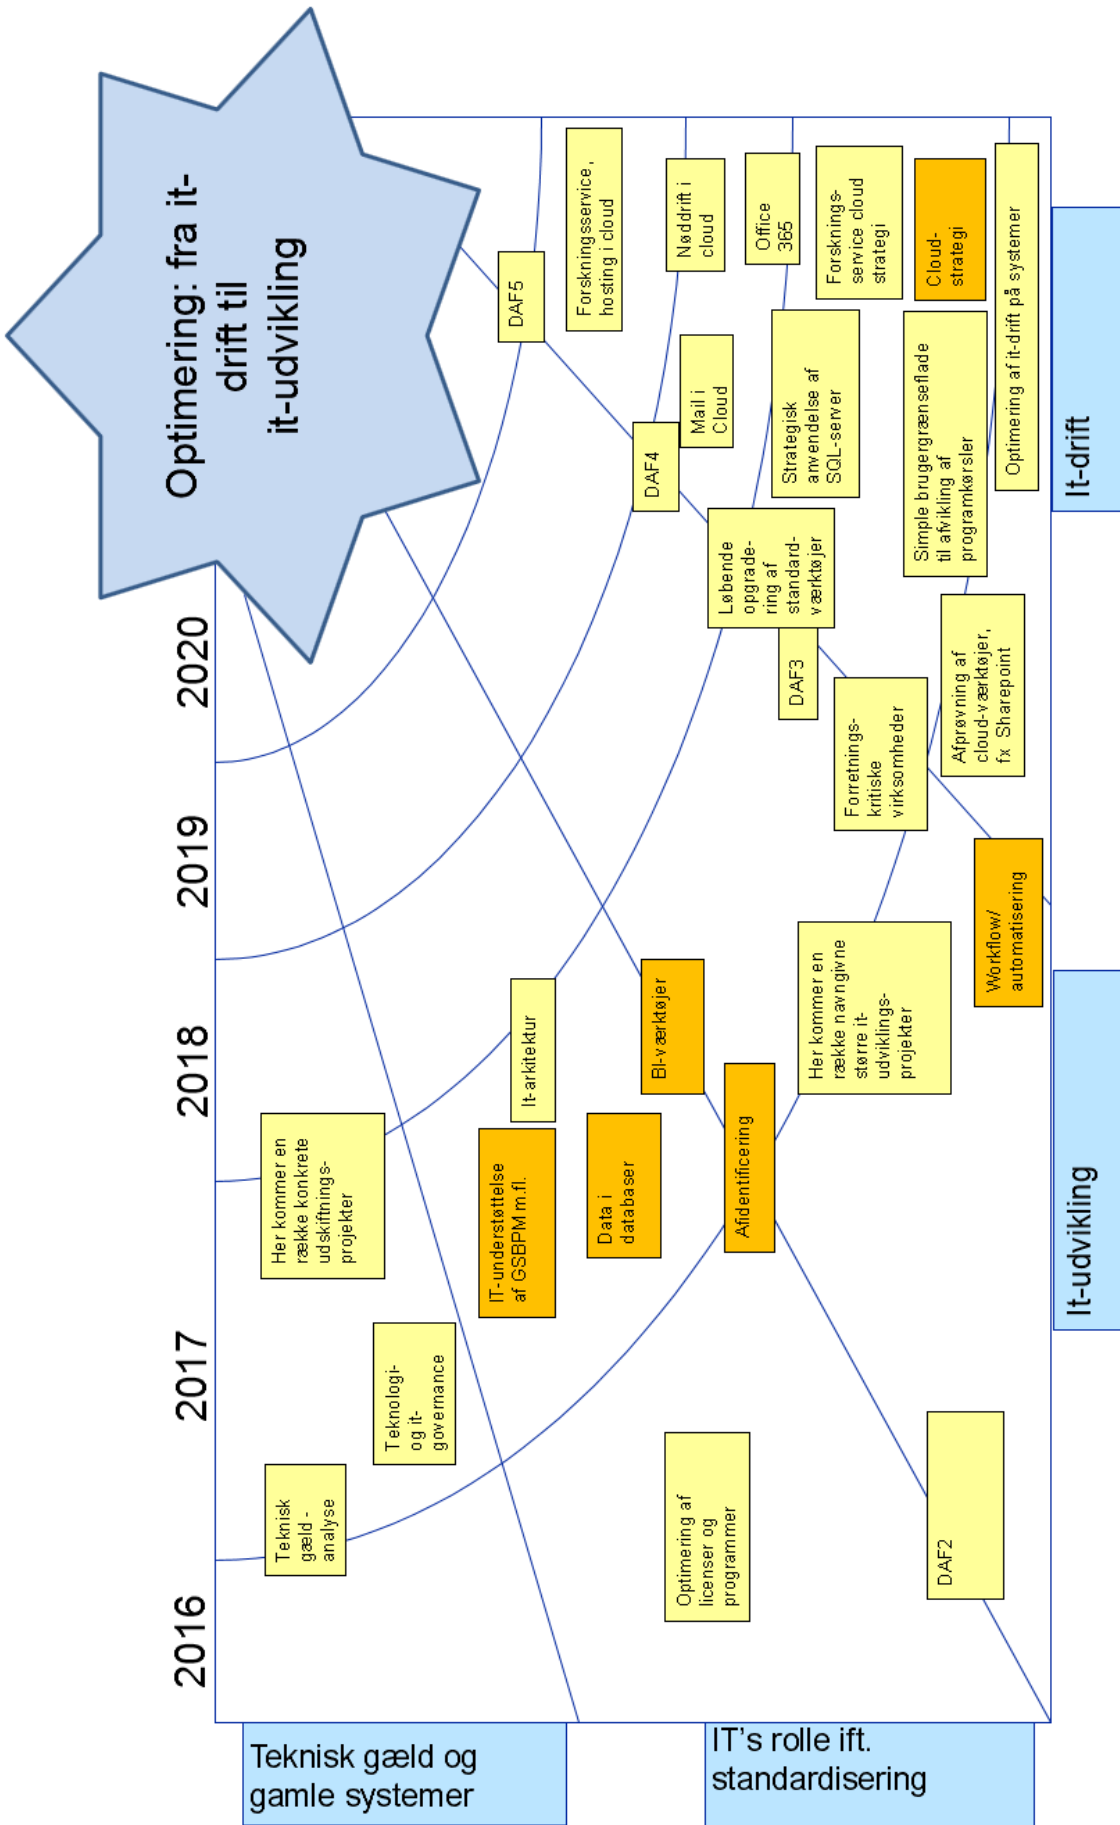 Optimering: fra it-
drift til
it-udvikling
2016
2017
2018
2019
2020
Teknisk gæld og
gamle systemer
IT's rolle ift.
standardisering
It-udvikling
It-drift
Teknisk
gæld -
analyse
Teknologi-
og it-
governance
Her kommer en
række konkrete
udskiftnings-
projekter
IT-understøttelse
af GSBPM m.fl.
It-arkitektur
Data i
databaser
BI-værktøjer
Afidentificering
Optimering af
licenser og
programmer
DAF2
Her kommer en
række navngivne
større it-
udviklings-
projekter
Workflow/
automatisering
Forretnings-
kritiske
virksomheder
DAF3
Løbende
opgrade-
ring af
standard-
værktøjer
Afprøvning af
cloud-værktøjer,
fx Sharepoint
DAF4
DAF5
Mail i
Cloud
Strategisk
anvendelse af
SQL-server
Simple brugergrænseflade
til afvikling af
programkørsler
Optimering af it-drift på systemer
Forskningsservice,
hosting i cloud
Nøddrift i
cloud
Office
365
Forsknings-
service cloud
strategi
Cloud-
strategi